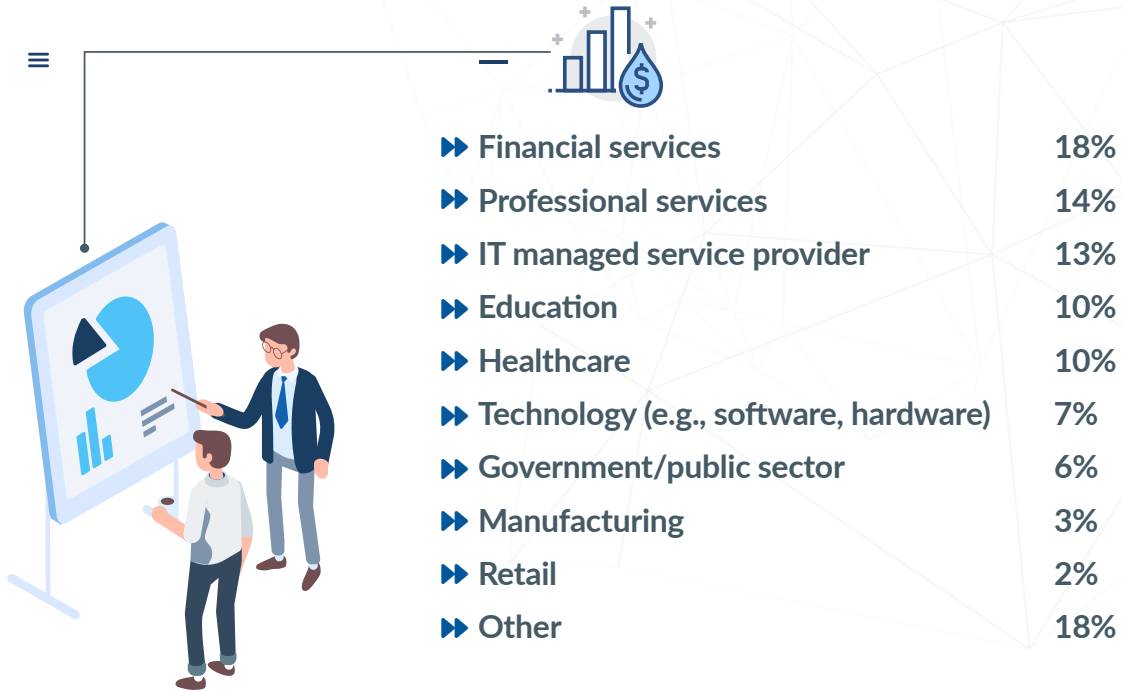 $
Financial services 18%
Professional services 14%
IT managed service provider 13%
Education 10%
Healthcare 10%
Technology (e.g., software, hardware) 7%
Government/public sector 6%
Manufacturing 3%
Retail 2%
Other 18%